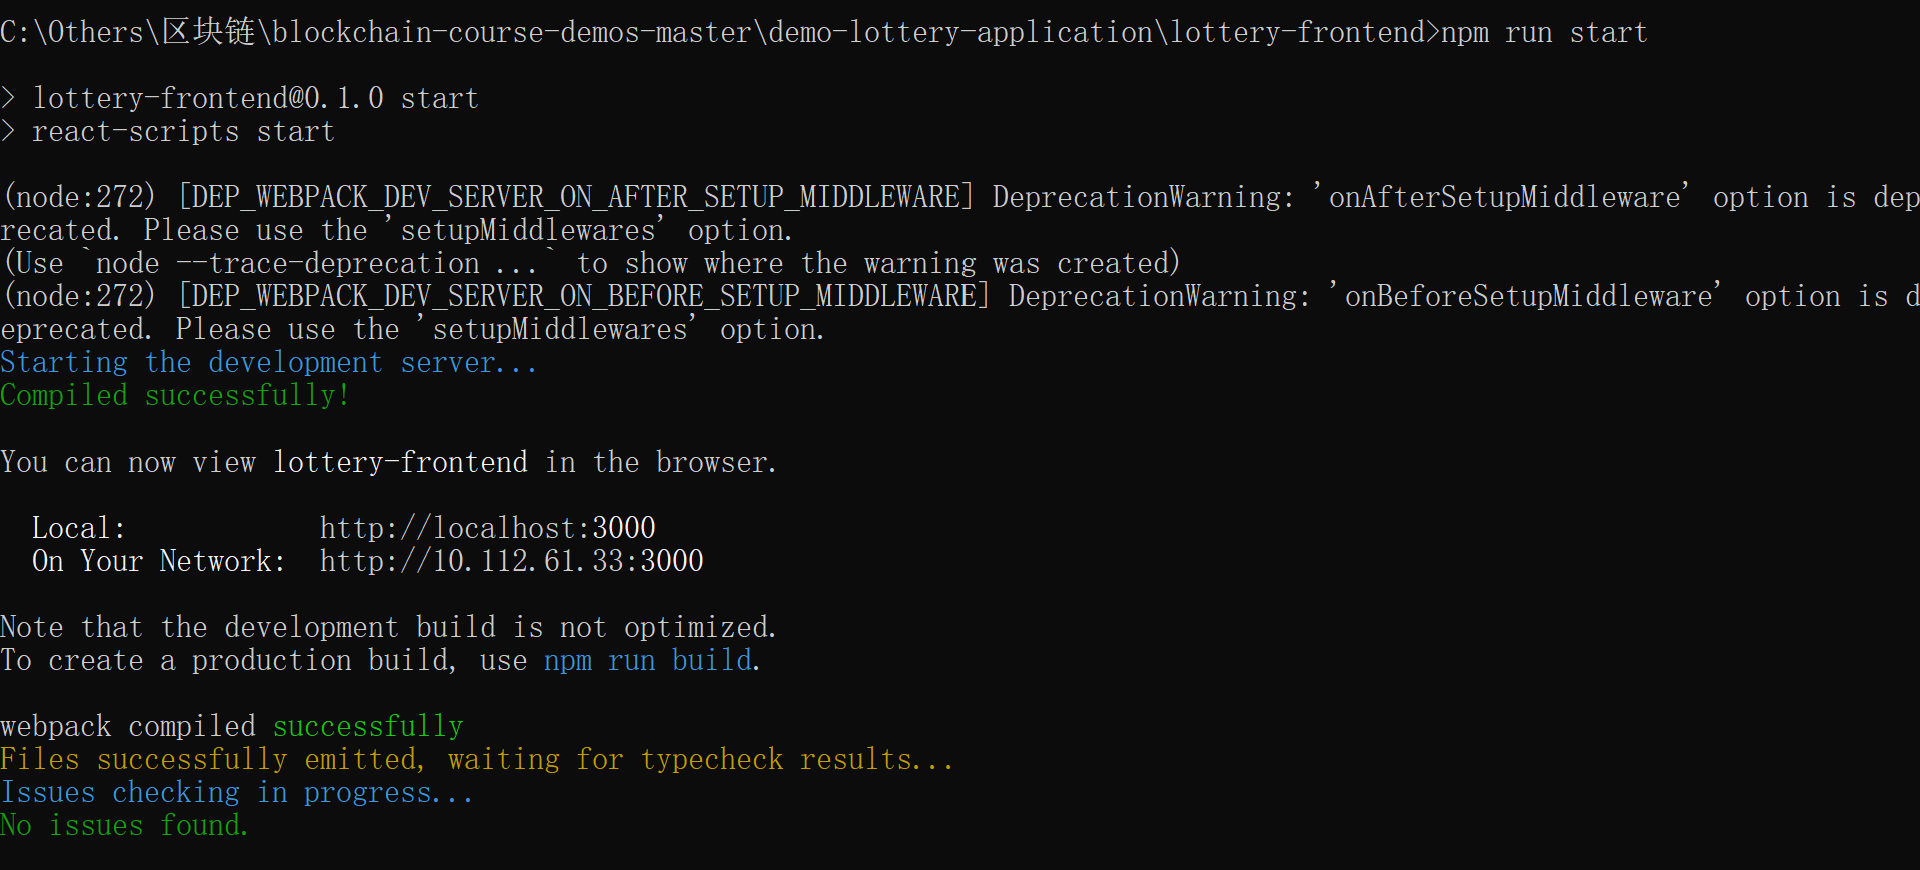 C:\Others\区块链\blockchain-course-demos-master\demo-lottery-application\lottery-frontend>npm run start
> lottery-frontend@0.1.0 start
> react-scripts start
(node:272) [DEP_WEBPACK_DEV_SERVER_ON_AFTER_SETUP_MIDDLEWARE] DeprecationWarning: 'onAfterSetupMiddleware' option is dep
recated. Please use the 'setupMiddlewares' option.
(Use `node --trace-deprecation ...` to show where the warning was created)
(node:272) [DEP_WEBPACK_DEV_SERVER_ON_BEFORE_SETUP_MIDDLEWARE] DeprecationWarning: 'onBeforeSetupMiddleware' option is d
eprecated. Please use the 'setupMiddlewares' option.
Starting the development server...
Compiled successfully!
You can now view lottery-frontend in the browser.
Local: http://localhost:3000
On Your Network: http://10.112.61.33:3000
Note that the development build is not optimized.
To create a production build, use npm run build.
webpack compiled successfully
Files successfully emitted, waiting for typecheck results...
Issues checking in progress...
No issues found.